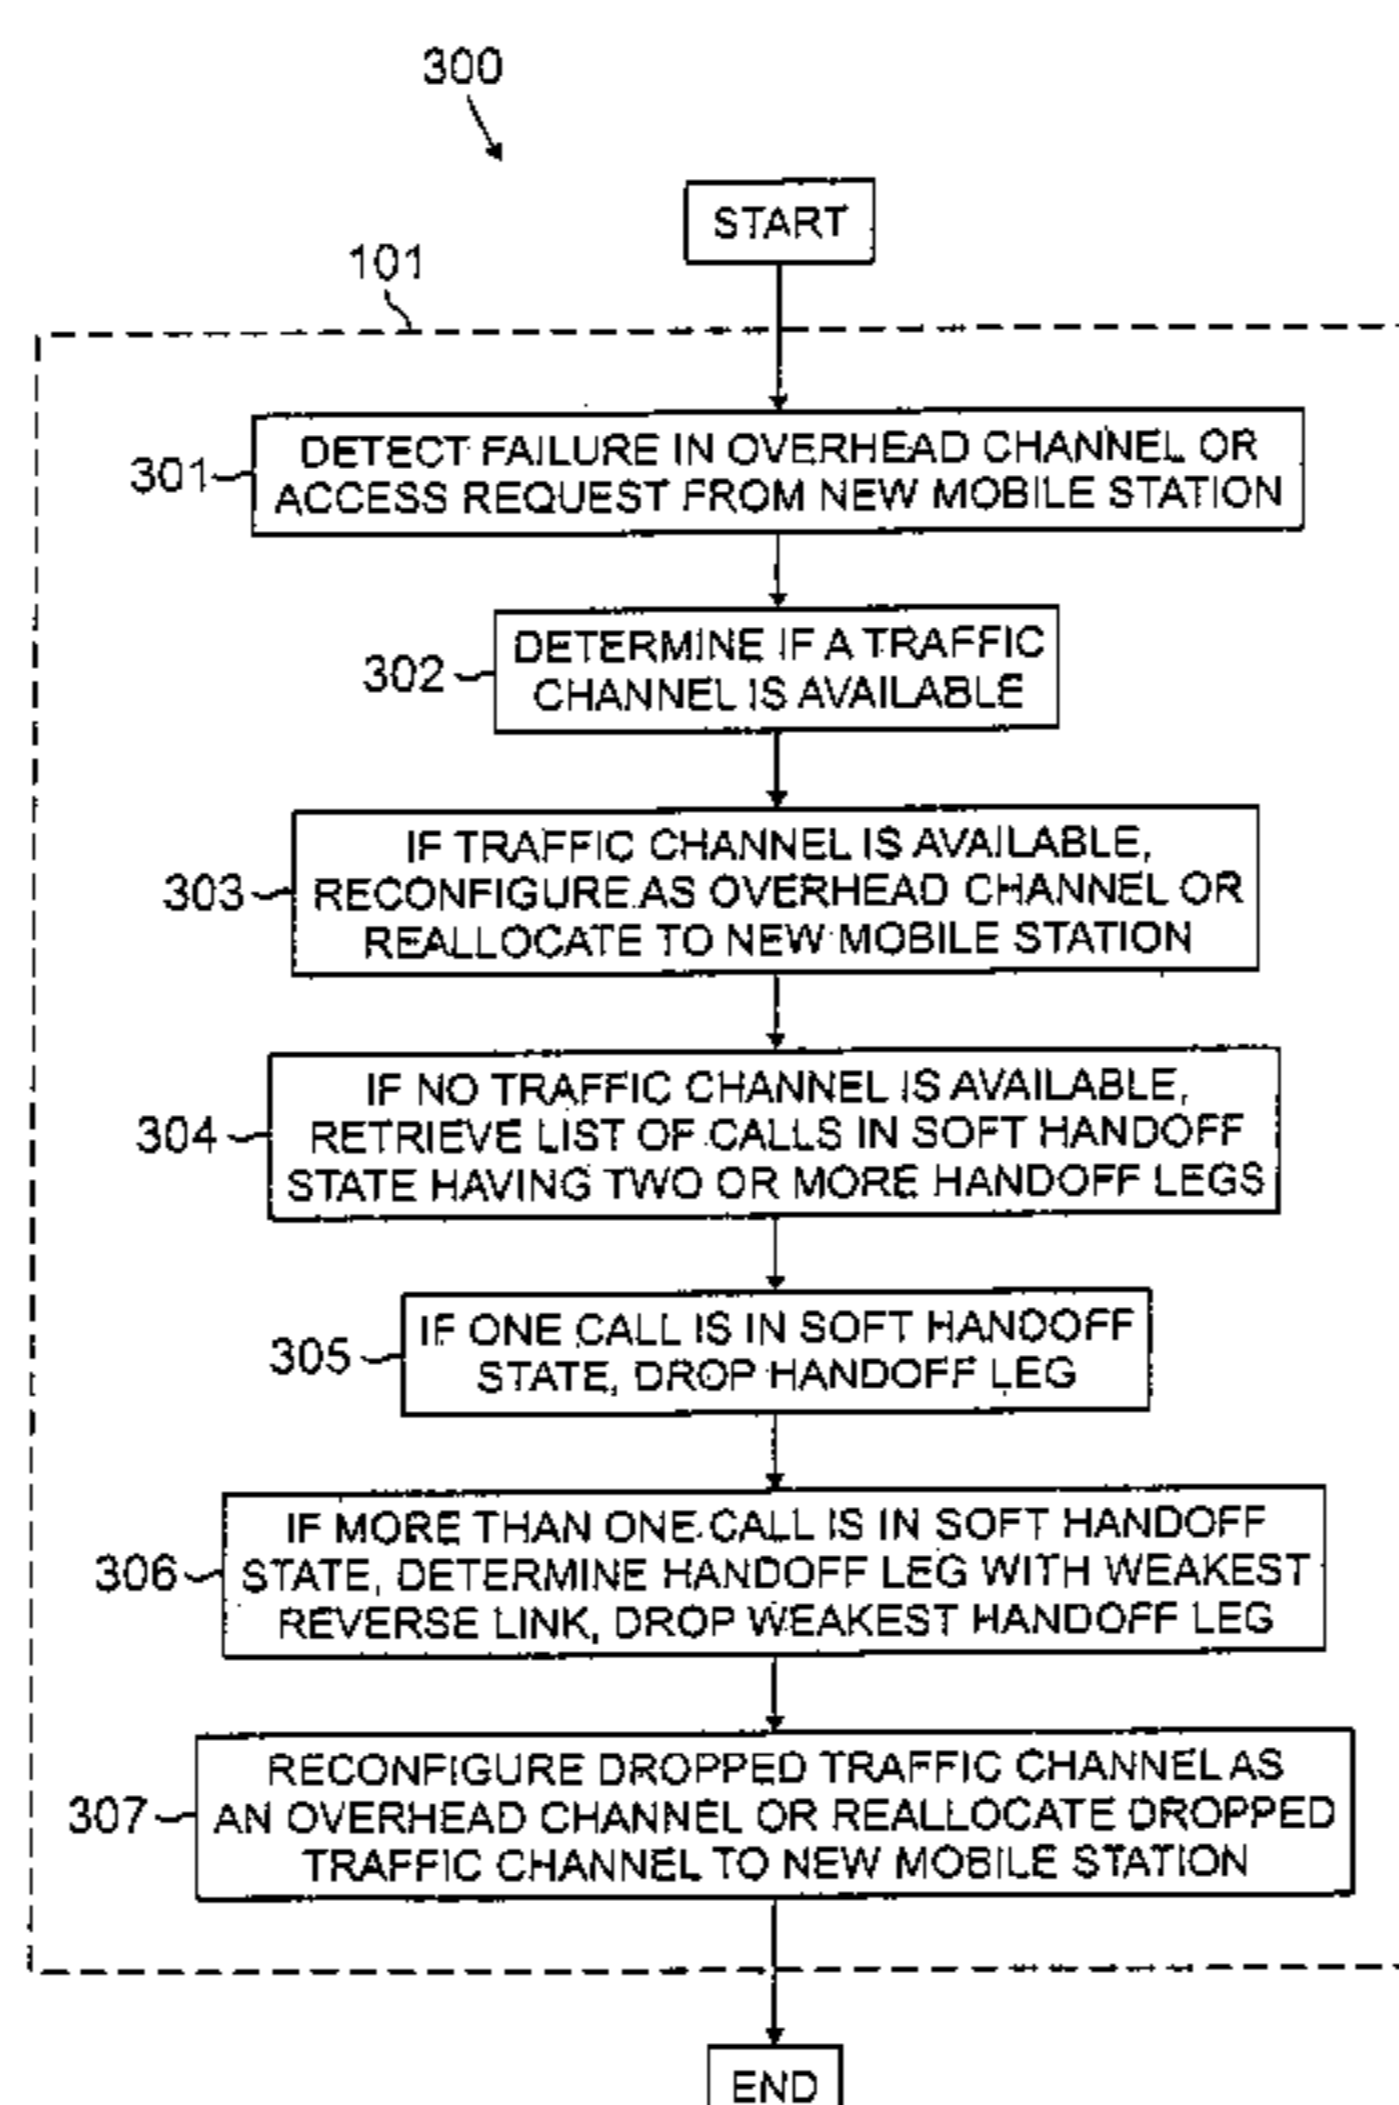 300
START
101
301
DETECT FAILURE IN OVERHEAD CHANNEL OR
ACCESS REQUEST FROM NEW MOBILE STATION
302
DETERMINE IF A TRAFFIC
CHANNEL IS AVAILABLE
303
IF TRAFFIC CHANNEL IS AVAILABLE,
RECONFIGURE AS OVERHEAD CHANNEL OR
REALLOCATE TO NEW MOBILE STATION
304
IF NO TRAFFIC CHANNEL IS AVAILABLE,
RETRIEVE LIST OF CALLS IN SOFT HANDOFF
STATE HAVING TWO OR MORE HANDOFF LEGS
305
IF ONE CALL IS IN SOFT HANDOFF
STATE, DROP HANDOFF LEG
306
IF MORE THAN ONE CALL IS IN SOFT HANDOFF
STATE, DETERMINE HANDOFF LEG WITH WEAKEST
REVERSE LINK, DROP WEAKEST HANDOFF LEG
307
RECONFIGURE DROPPED TRAFFIC CHANNEL AS
AN OVERHEAD CHANNEL OR REALLOCATE DROPPED
TRAFFIC CHANNEL TO NEW MOBILE STATION
END